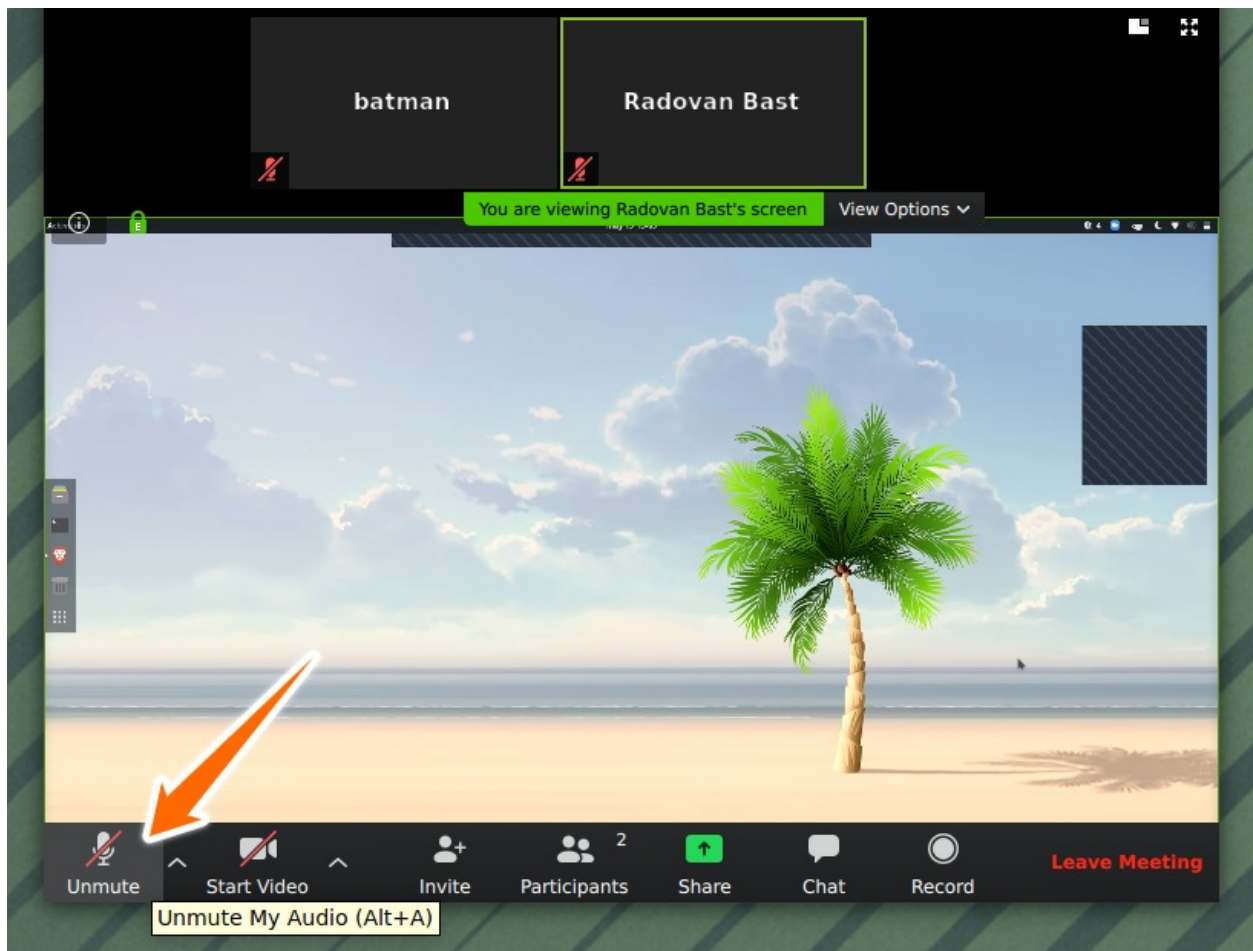 batman
Radovan Bast
You are viewing Radovan Bast's screen
View Options
E
2
Unmute
Start Video
Invite
Participants
Share
Chat
Record
Leave Meeting
Unmute My Audio (Alt+A)